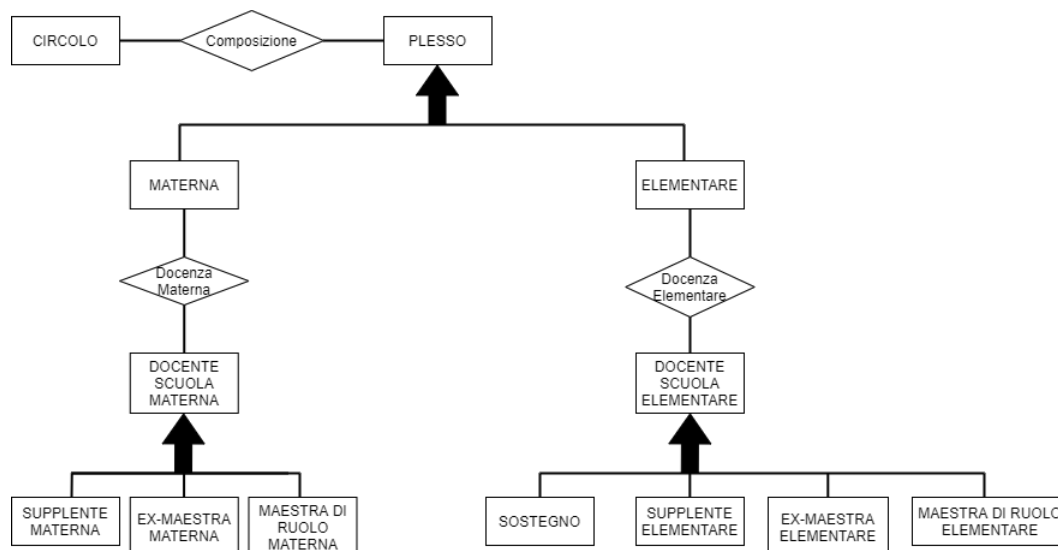 CIRCOLO
Composizione
PLESSO
MATERNA
ELEMENTARE
Docenza
Materna
Docenza
Elementare
DOCENTE
SCUOLA
MATERNA
DOCENTE
SCUOLA
ELEMENTARE
SUPPLENTE
MATERNA
EX-MAESTRA
MATERNA
MAESTRA DI
RUOLO
MATERNA
SOSTEGNO
SUPPLENTE
ELEMENTARE
EX-MAESTRA
ELEMENTARE
MAESTRA DI RUOLO
ELEMENTARE